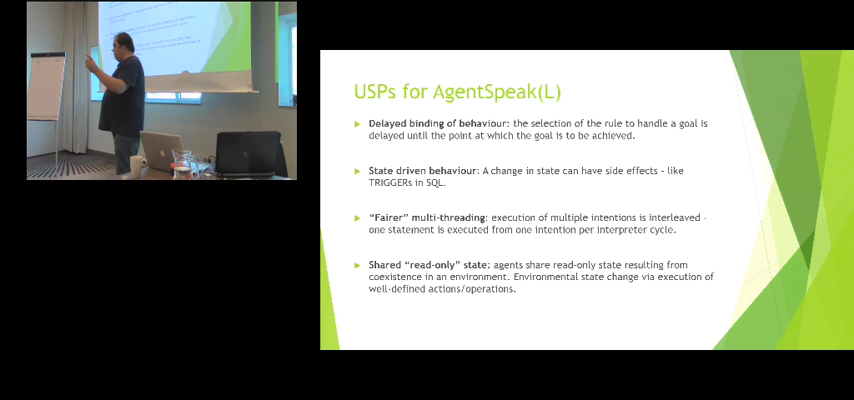 USPs for AgentSpeak(L)
Delayed binding of behaviour: the selection of the rule to handle a goal is
delayed until the point at which the goal is to be achieved.
State driven behaviour: A change in state can have side effects – like
TRIGGERs in SQL.
“Fairer” multi-threading: execution of multiple intentions is interleaved –
one statement is executed from one intention per interpreter cycle.
Shared “read-only” state: agents share read-only state resulting from
coexistence in an environment. Environmental state change via execution of
well-defined actions/operations.